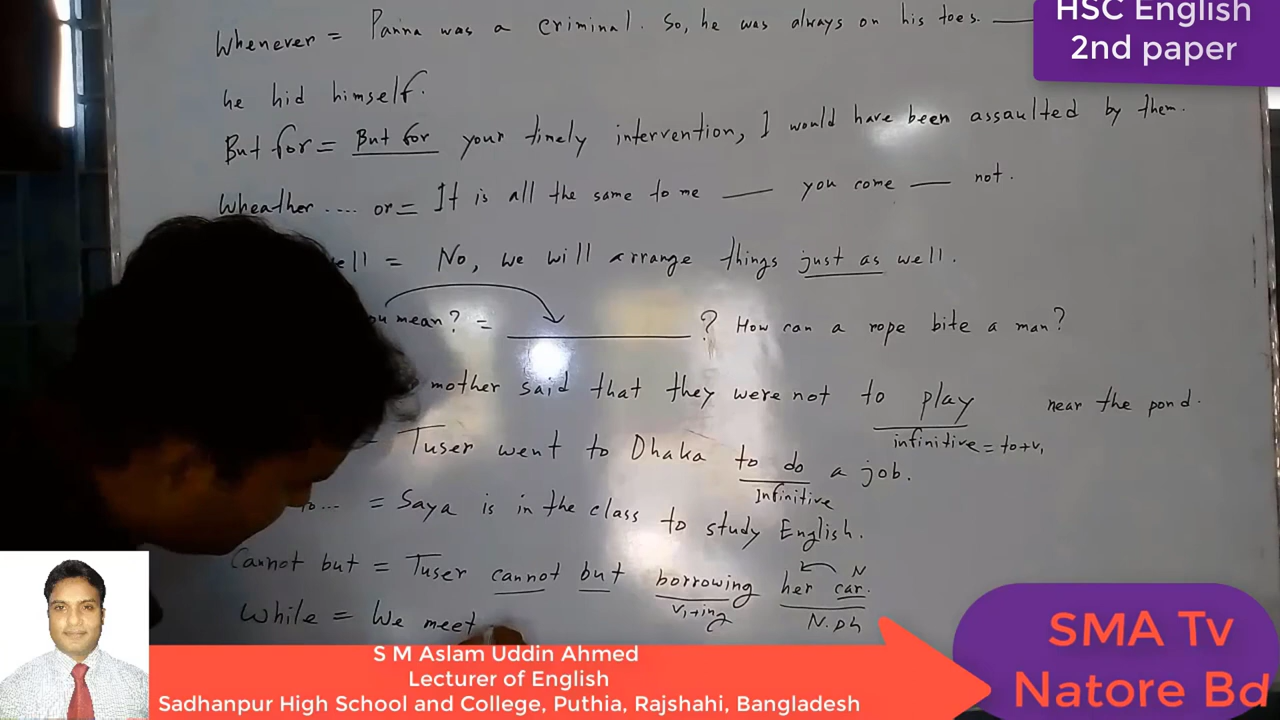 HSC English
2nd paper
Whenever = Panna was a criminal. So, he was always on his toes. ___
he hid himself.
But for = But for your timely intervention, I would have been assaulted by them.
Wheather .... or = It is all the same to me ___ you come ___ not.
ell = No, we will arrange things just as well.
you mean? = ___ ? How can a rope bite a man?
mother said that they were not to play near the pond.
infinitive = to+v1
= Tuser went to Dhaka to do a job.
Infinitive
to... = Saya is in the class to study English.
Cannot but = Tuser cannot but borrowing her car.
N
V1+ing N.ph
While = We meet
S M Aslam Uddin Ahmed
Lecturer of English
Sadhanpur High School and College, Puthia, Rajshahi, Bangladesh
SMA Tv
Natore Bd